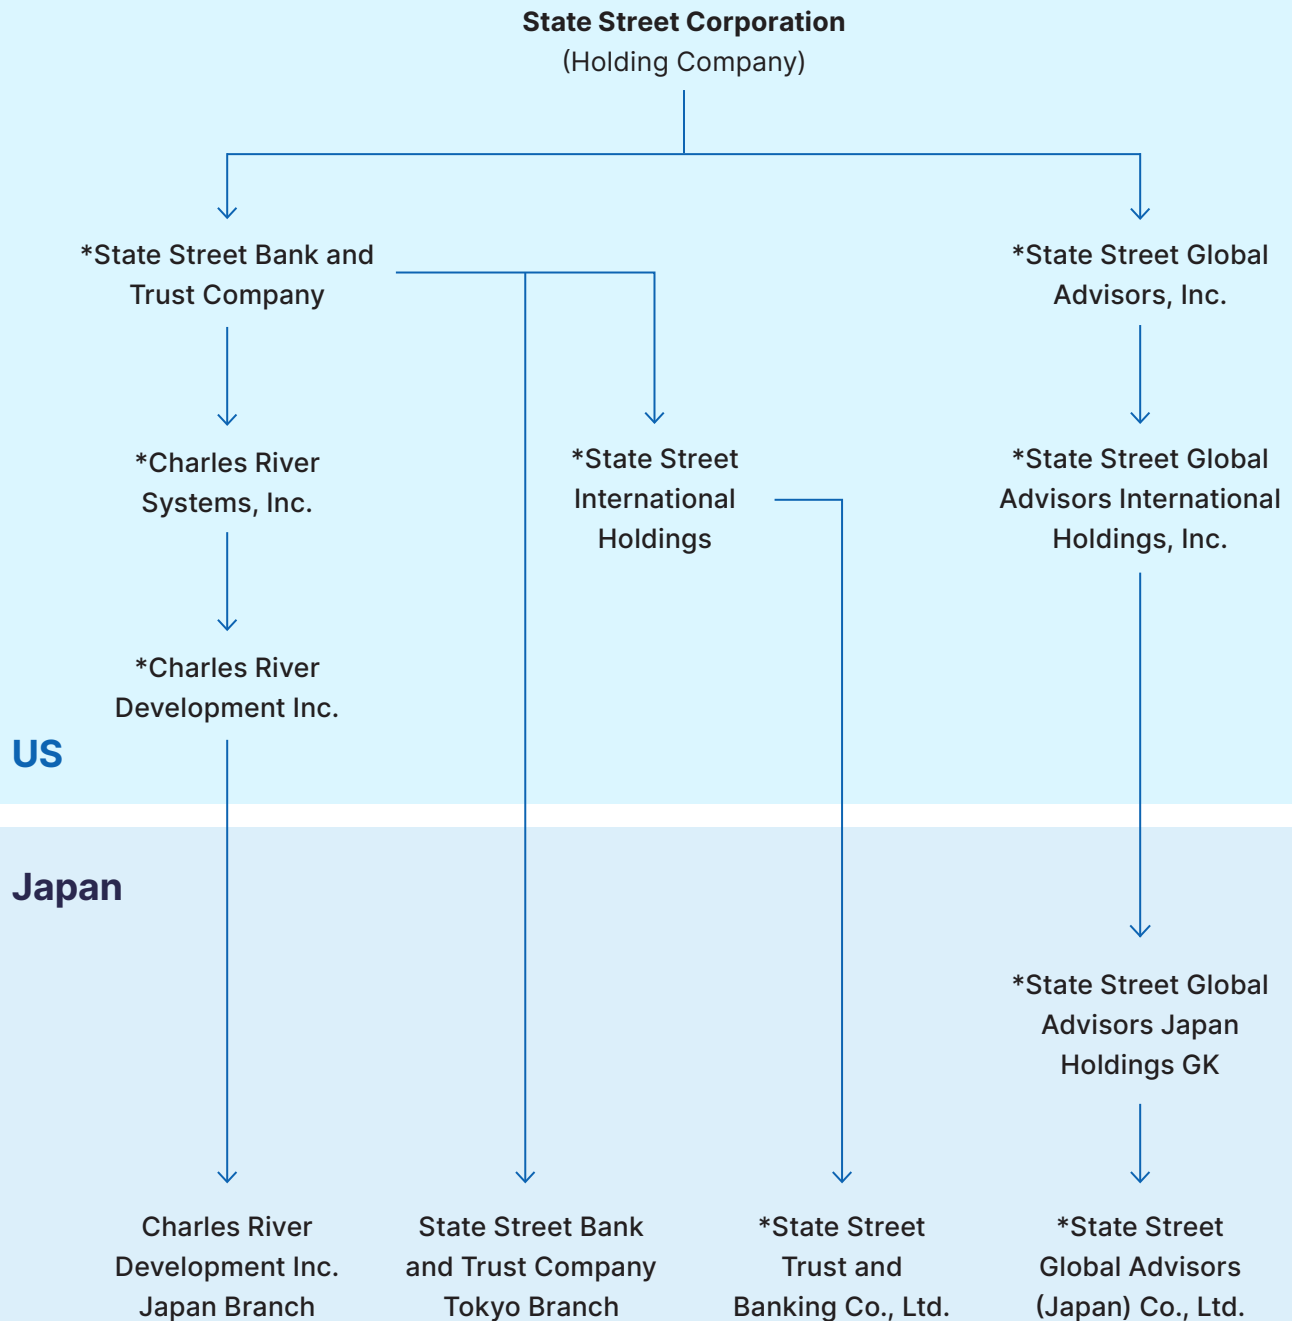 State Street Corporation
(Holding Company)
*State Street Bank and
Trust Company
*State Street Global
Advisors, Inc.
*Charles River
Systems, Inc.
*State Street
International
Holdings
*State Street Global
Advisors International
Holdings, Inc.
*Charles River
Development Inc.
US
Japan
*State Street Global
Advisors Japan
Holdings GK
Charles River
Development Inc.
Japan Branch
State Street Bank
and Trust Company
Tokyo Branch
*State Street
Trust and
Banking Co., Ltd.
*State Street
Global Advisors
(Japan) Co., Ltd.